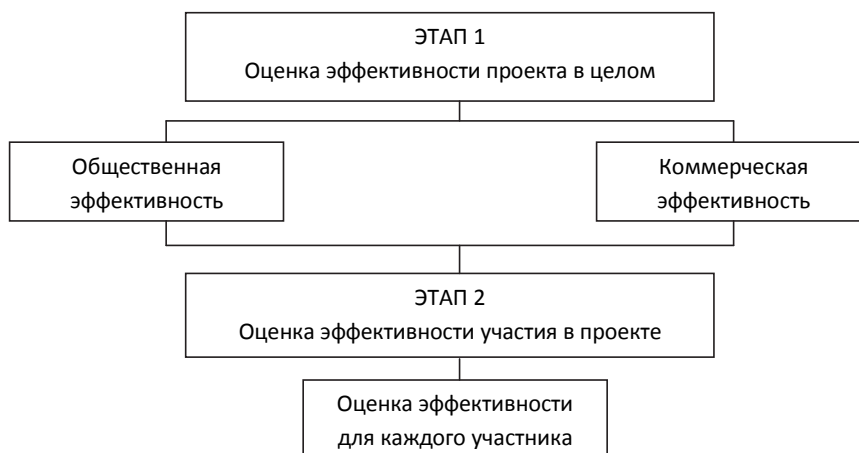 ЭТАП 1
Оценка эффективности проекта в целом
Общественная
эффективность
Коммерческая
эффективность
ЭТАП 2
Оценка эффективности участия в проекте
Оценка эффективности
для каждого участника